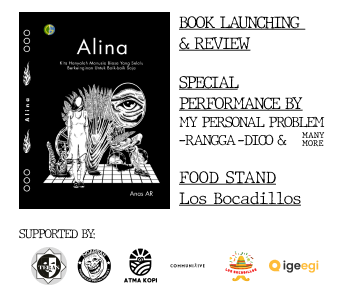 Alina
Kita Hanyalah Manusia Biasa Yang Selalu
Berkeinginan Untuk Baik-baik Saja
Alina
Anas AR
BOOK LAUNCHING
& REVIEW
SPECIAL
PERFORMANCE BY
MY PERSONAL PROBLEM
-RANGGA -DICO & MANY
MORE
FOOD STAND
Los Bocadillos
SUPPORTED BY:
ATMA KOPI
LOS BOCADILLOS
igeegi